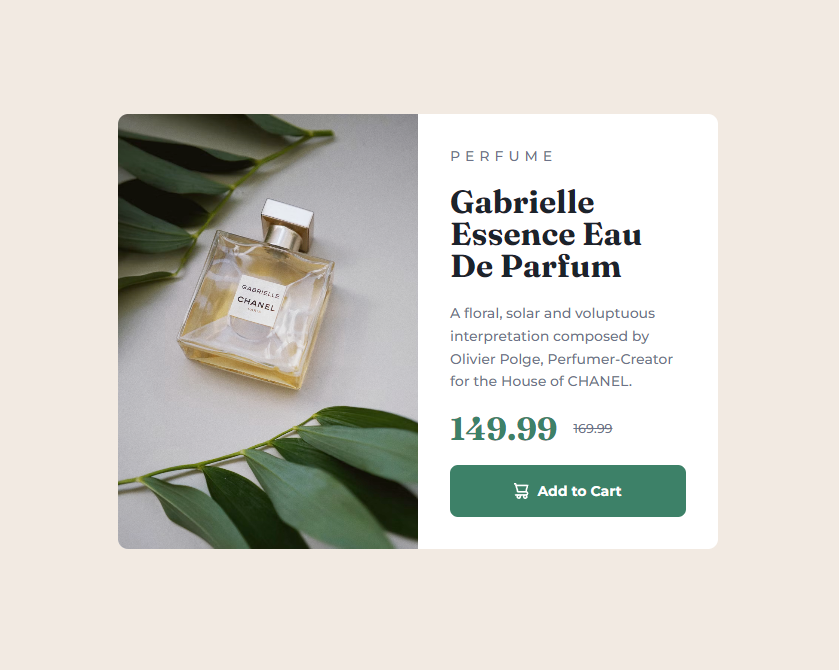 GABRIELLE
CHANEL
PARIS
PERFUME
Gabrielle
Essence Eau
De Parfum
A floral, solar and voluptuous
interpretation composed by
Olivier Polge, Perfumer-Creator
for the House of CHANEL.
149.99 169.99
Add to Cart